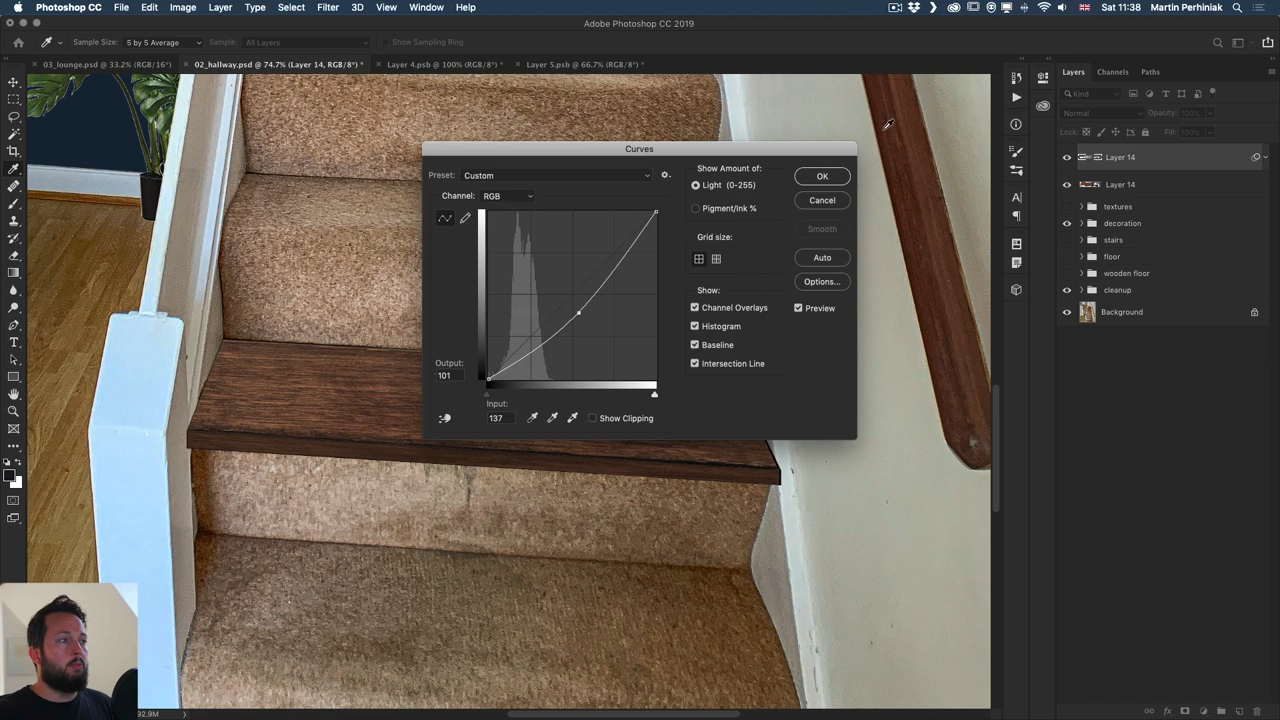 Photoshop CC File Edit Image Layer Type Select Filter 3D View Window Help Sat 11:38 Martin Perhiniak
Adobe Photoshop CC 2019
Sample Size: 5 by 5 Average Sample: All Layers Show Sampling Ring
03_lounge.psd @ 33.2% (RGB/16*) 02_hallway.psd @ 74.7% (Layer 14, RGB/8*) * Layer 4.psb @ 100% (RGB/8*) * Layer 5.psb @ 66.7% (RGB/8*) *
Layers Channels Paths
Kind
Normal Opacity: 100%
Lock: Fill: 100%
Layer 14
Layer 14
textures
decoration
stairs
floor
wooden floor
cleanup
Background
Curves
Preset: Custom
Channel: RGB
Output:
101
Input:
137
Show Clipping
Show Amount of:
Light (0-255)
Pigment/Ink %
Grid size:
Show:
Channel Overlays
Histogram
Baseline
Intersection Line
OK
Cancel
Smooth
Auto
Options...
Preview
92.9M